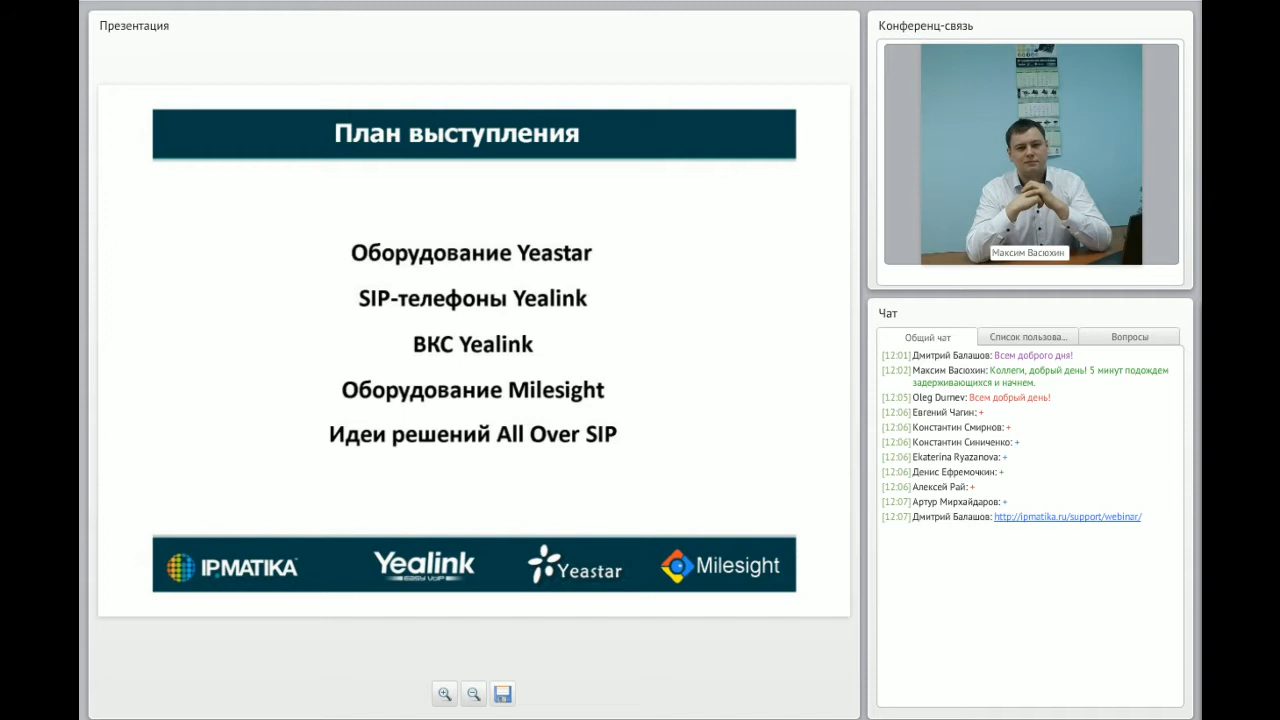 Презентация
План выступления
Оборудование Yeastar
SIP-телефоны Yealink
ВКС Yealink
Оборудование Milesight
Идеи решений All Over SIP
IPMATIKA
Yealink
EASY VoIP
Yeastar
Milesight
Конференц-связь
Максим Васюхин
Чат
Общий чат
Список пользова...
Вопросы
[12:01] Дмитрий Балашов: Всем доброго дня!
[12:02] Максим Васюхин: Коллеги, добрый день! 5 минут подождем
задерживающихся и начнем.
[12:05] Oleg Durnev: Всем добрый день!
[12:06] Евгений Чагин: +
[12:06] Константин Смирнов: +
[12:06] Константин Синиченко: +
[12:06] Ekaterina Ryazanova: +
[12:06] Денис Ефремочкин: +
[12:06] Алексей Рай: +
[12:07] Артур Мирхайдаров: +
[12:07] Дмитрий Балашов: http://ipmatika.ru/support/webinar/